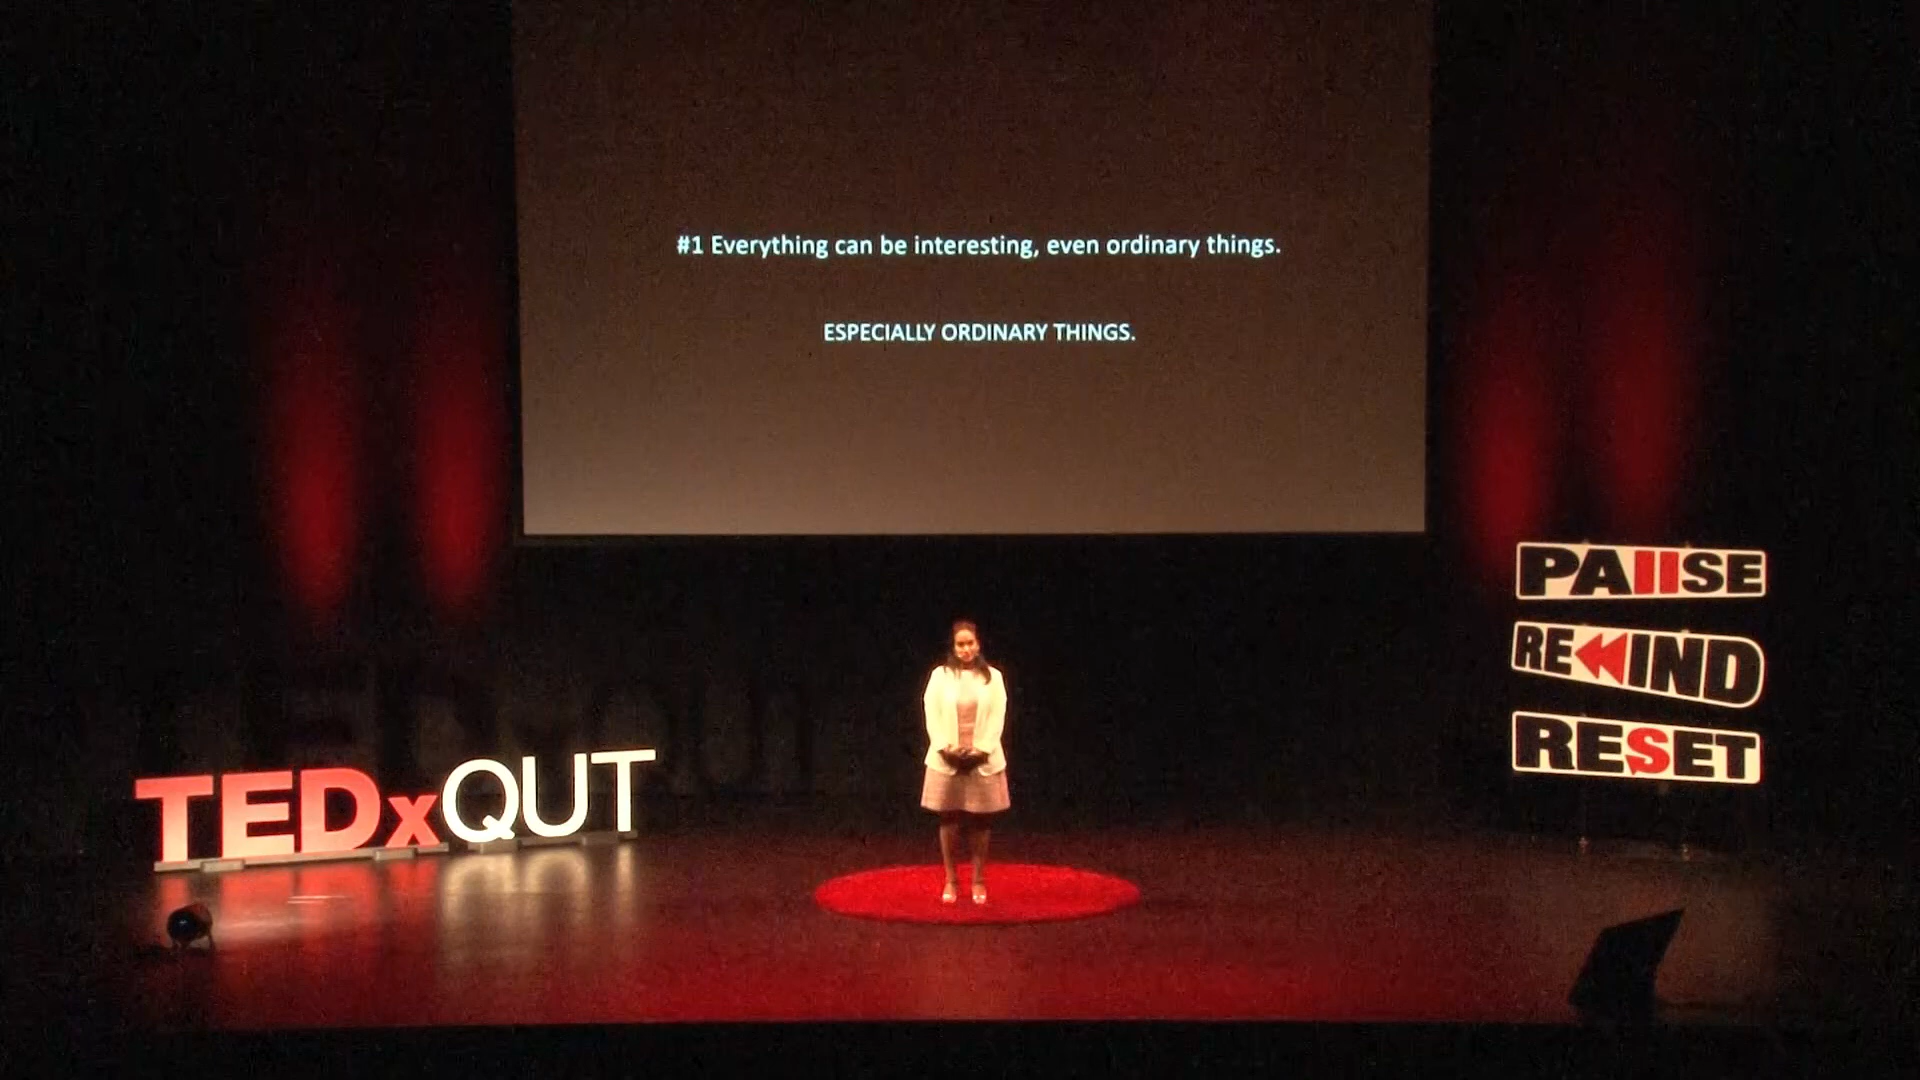 #1 Everything can be interesting, even ordinary things.
ESPECIALLY ORDINARY THINGS.
PAUSE
REWIND
RESET
TEDxQUT